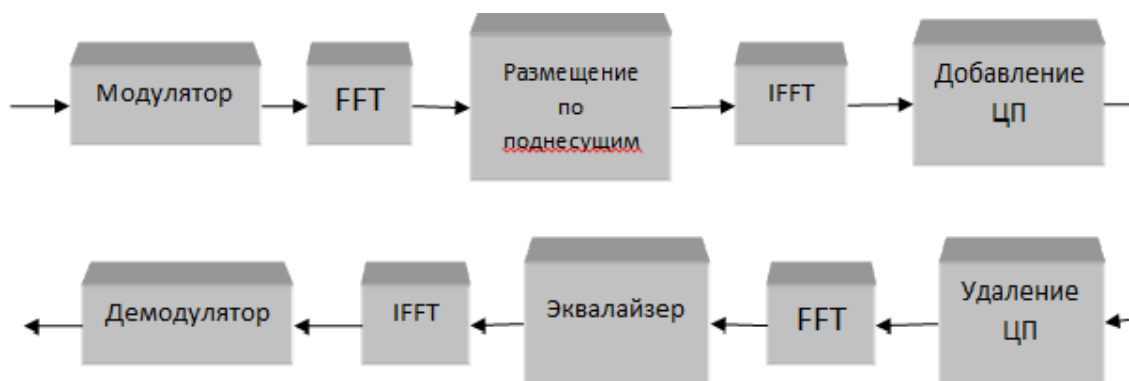 Модулятор
FFT
Размещение
по
поднесущим
IFFT
Добавление
ЦП
Демодулятор
IFFT
Эквалайзер
FFT
Удаление
ЦП